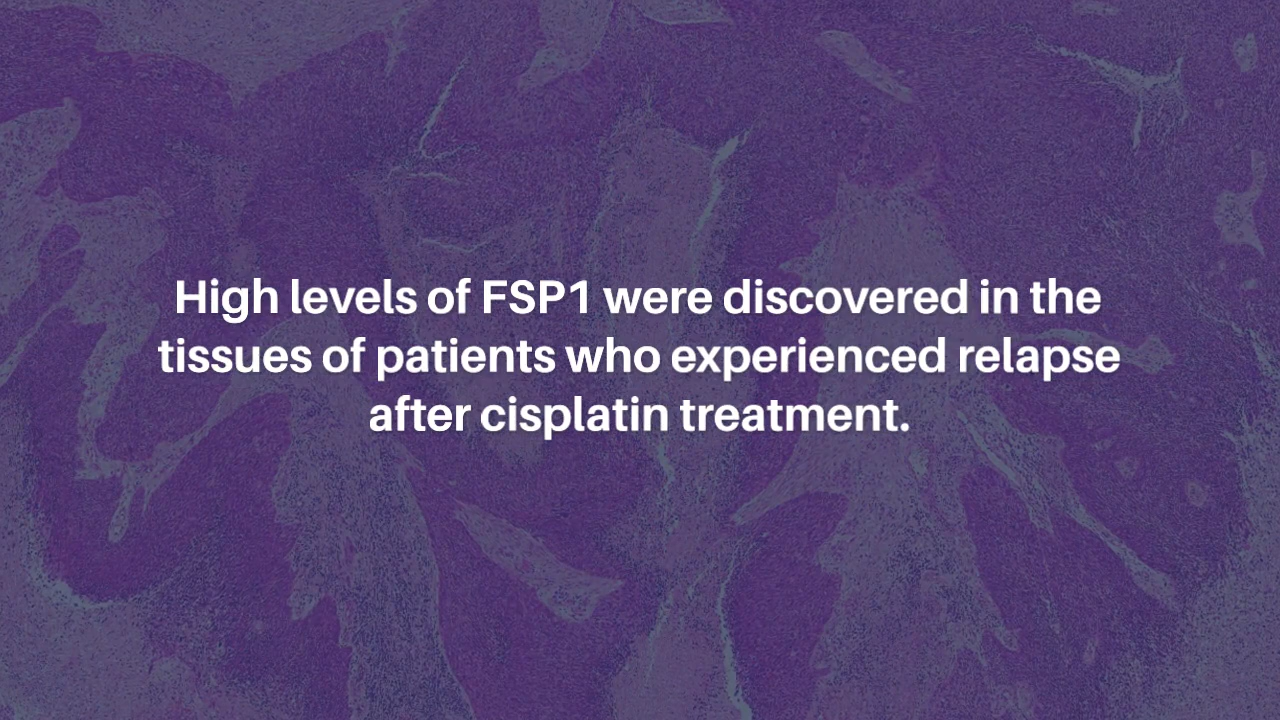 High levels of FSP1 were discovered in the
tissues of patients who experienced relapse
after cisplatin treatment.